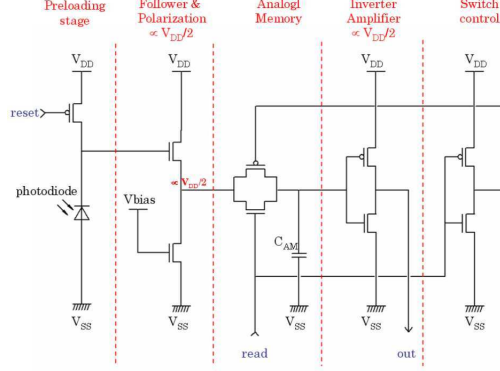 Preloading
stage
Follower &
Polarization
∝ V_DD/2
Analogl
Memory
Inverter
Amplifier
∝ V_DD/2
Switch
control
V_DD
V_DD
V_DD
V_DD
reset
photodiode
Vbias
∝ V_DD/2
C_AM
V_SS
V_SS
V_SS
V_SS
V_SS
read
out